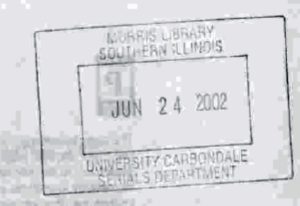 MORRIS LIBRARY
SOUTHERN ILLINOIS
JUN 24 2002
UNIVERSITY CARBONDALE
SERIALS DEPARTMENT